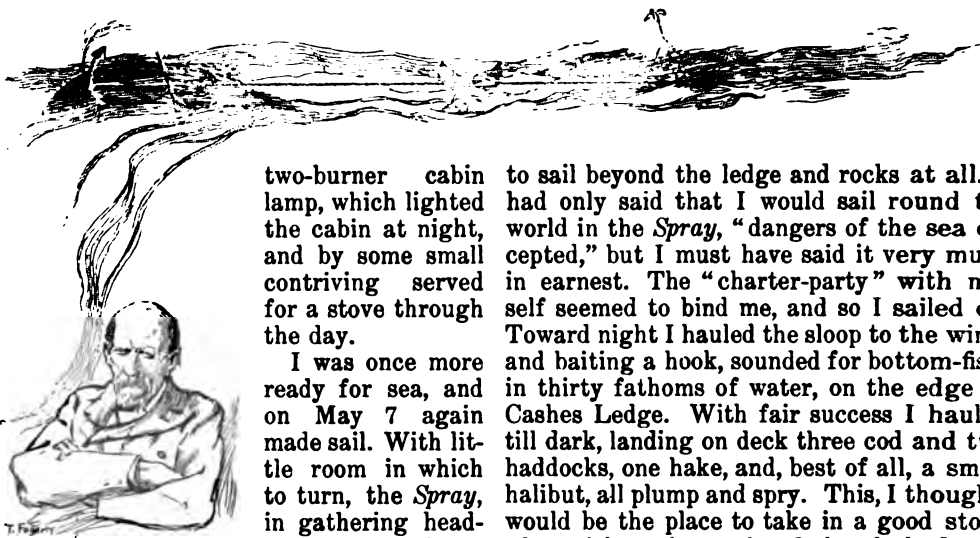 two-burner cabin
lamp, which lighted
the cabin at night,
and by some small
contriving served
for a stove through
the day.
I was once more
ready for sea, and
on May 7 again
made sail. With lit-
tle room in which
to turn, the Spray,
in gathering head-
to sail beyond the ledge and rocks at all.
had only said that I would sail round t
world in the Spray, “dangers of the sea
cepted,” but I must have said it very mu
in earnest. The “charter-party” with
self seemed to bind me, and so I sailed
Toward night I hauled the sloop to the wi
and baiting a hook, sounded for bottom-fi
in thirty fathoms of water, on the edge
Cashes Ledge. With fair success I haul
till dark, landing on deck three cod and
haddocks, one hake, and, best of all, a sm
halibut, all plump and spry. This, I though
would be the place to take in a good sto